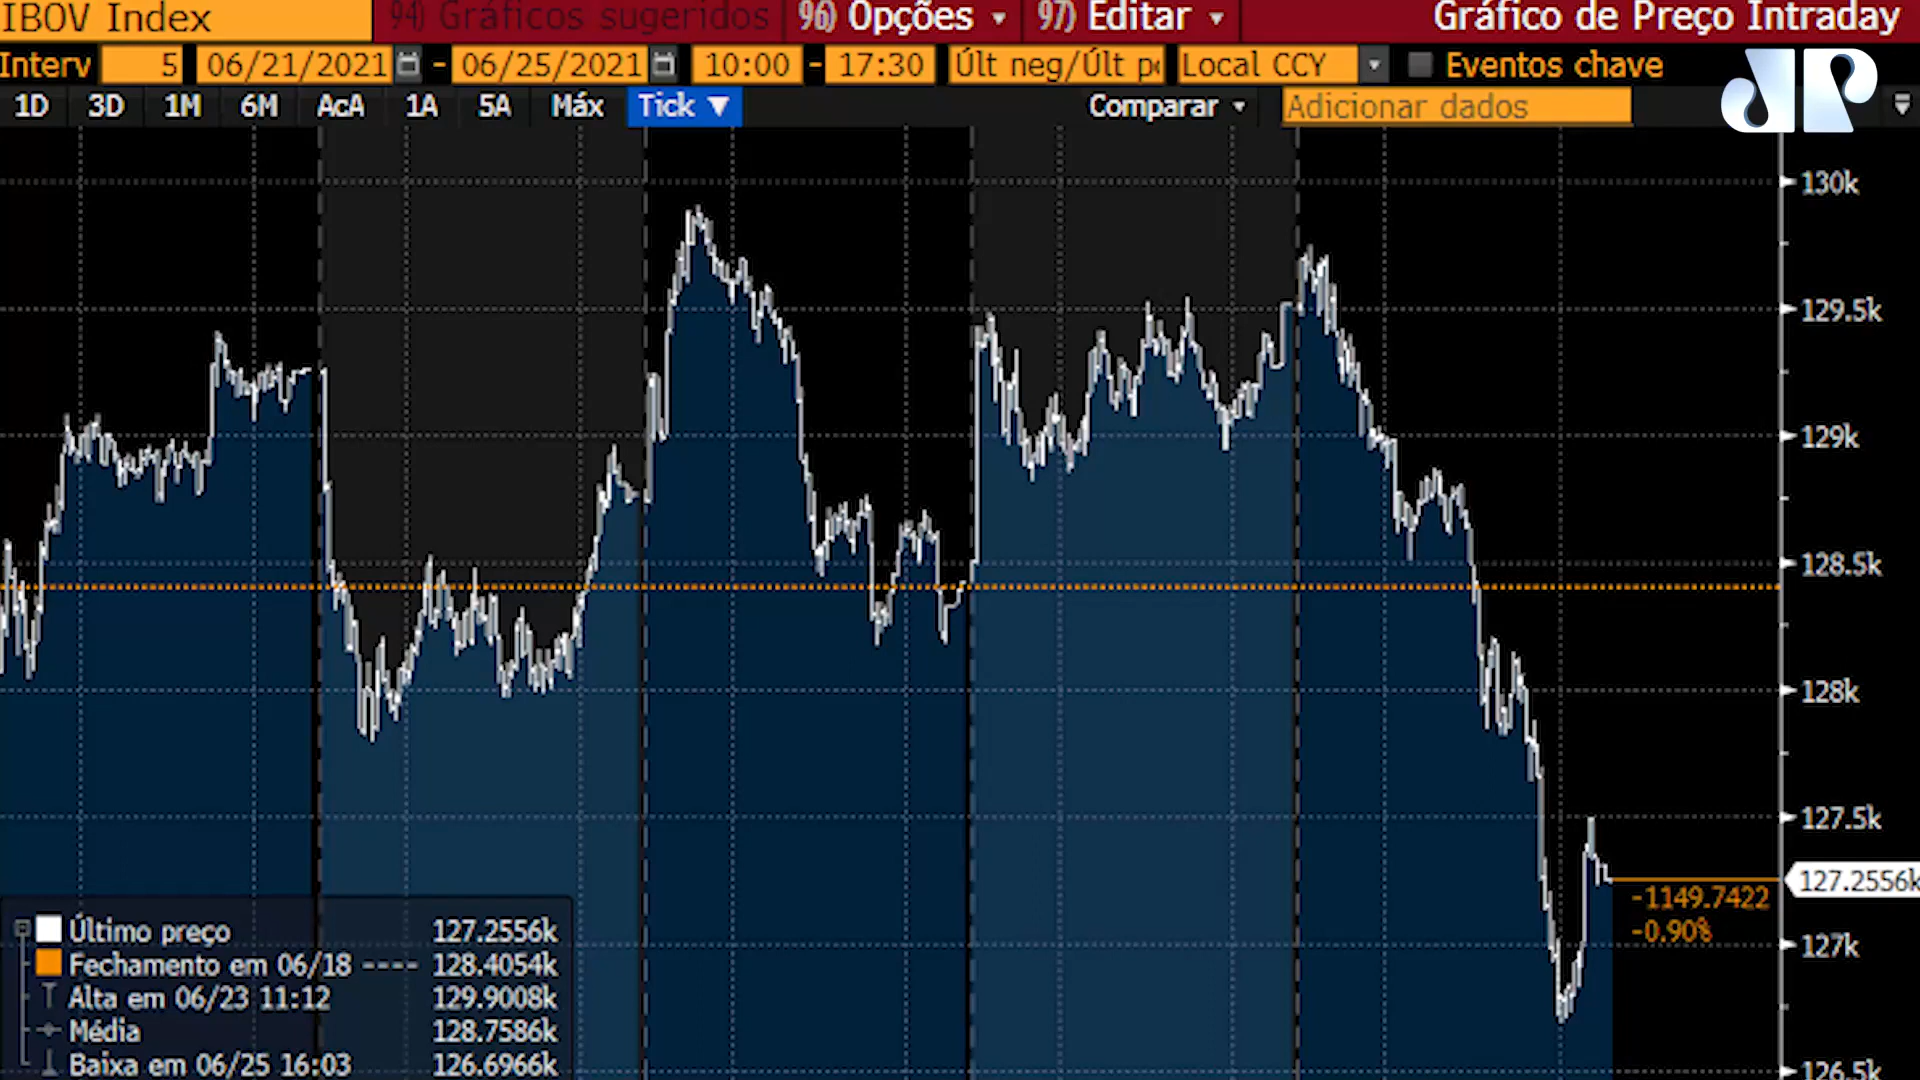 IBOV Index 94) Gráficos sugeridos 96) Opções 97) Editar Gráfico de Preço Intraday
Interv 5 06/21/2021 - 06/25/2021 10:00 - 17:30 Últ neg/Últ Local CCY Eventos chave
1D 3D 1M 6M AcA 1A 5A Máx Tick Comparar Adicionar dados
JP
130k
129.5k
129k
128.5k
128k
127.5k
127.2556k
-1149.7422
-0.90%
127k
126.5k
Último preço 127.2556k
Fechamento em 06/18 ---- 128.4054k
Alta em 06/23 11:12 129.9008k
Média 128.7586k
Baixa em 06/25 16:03 126.6966k